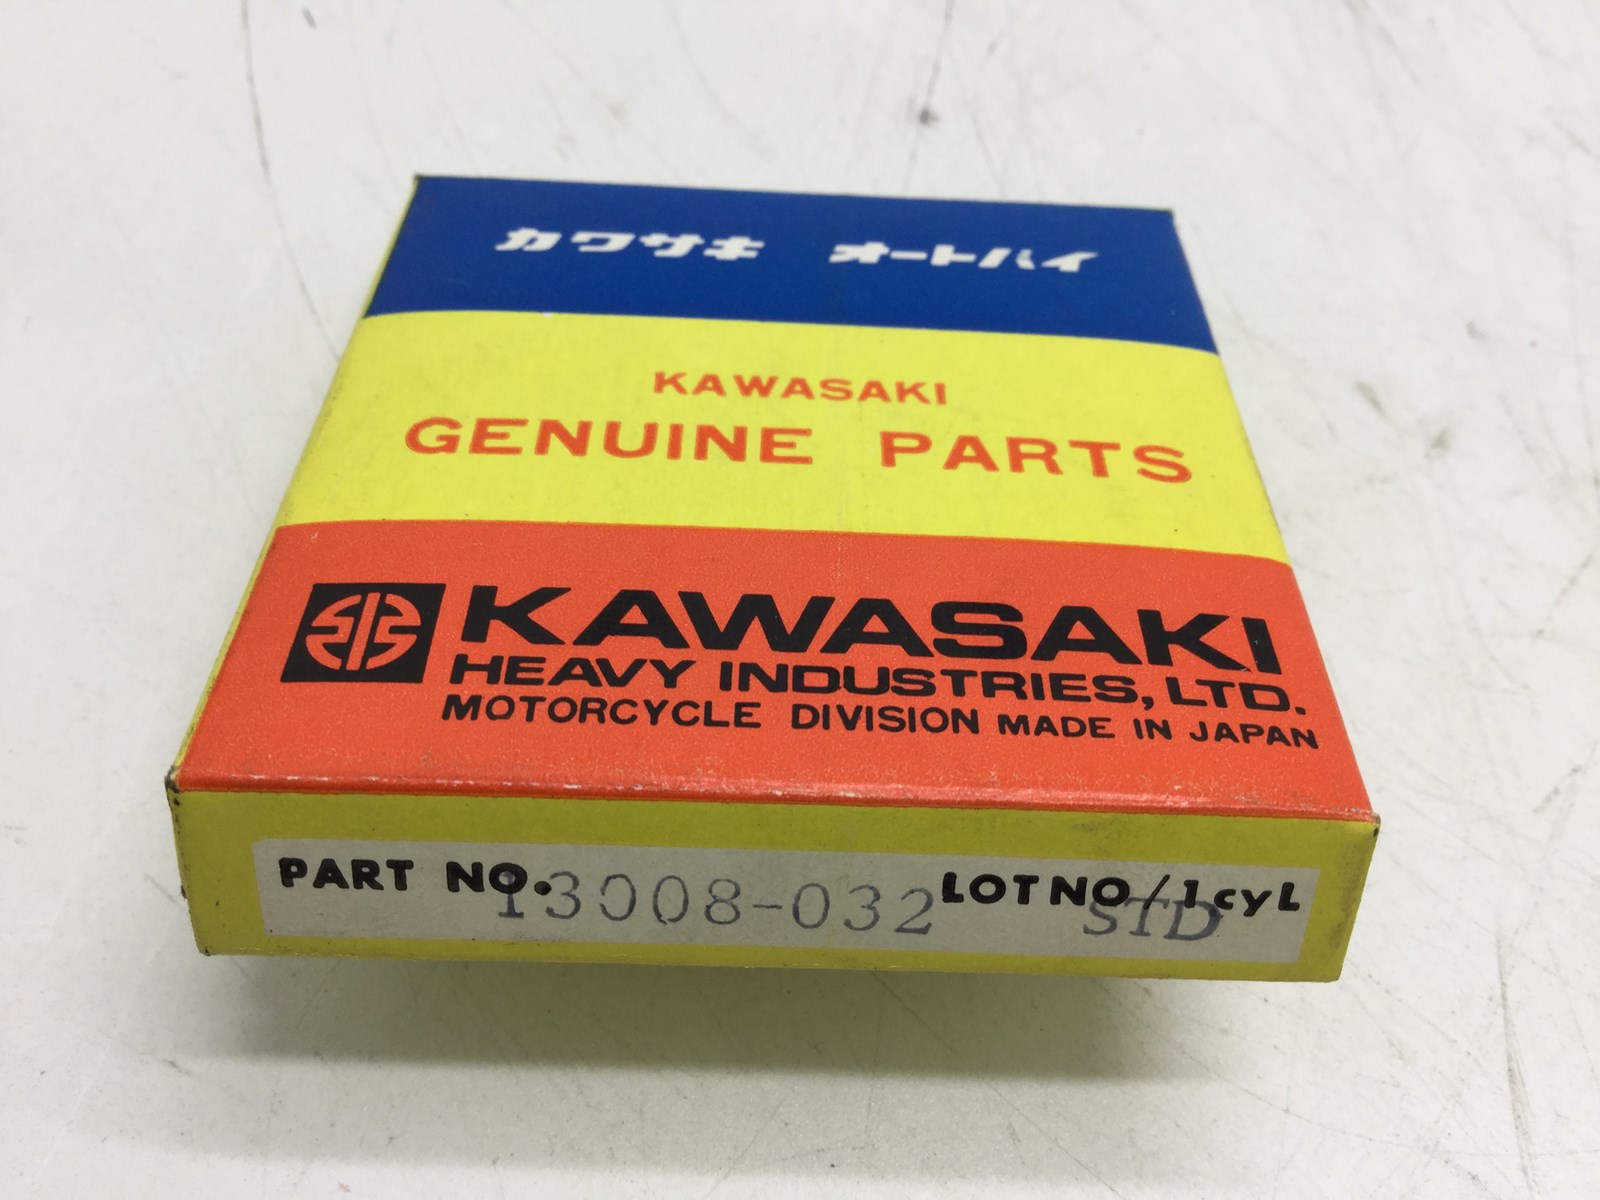 カワサキ オートバイ
KAWASAKI
GENUINE PARTS
KAWASAKI
HEAVY INDUSTRIES, LTD.
MOTORCYCLE DIVISION MADE IN JAPAN
PART NO. 13008-032 LOT NO/1cyL STD